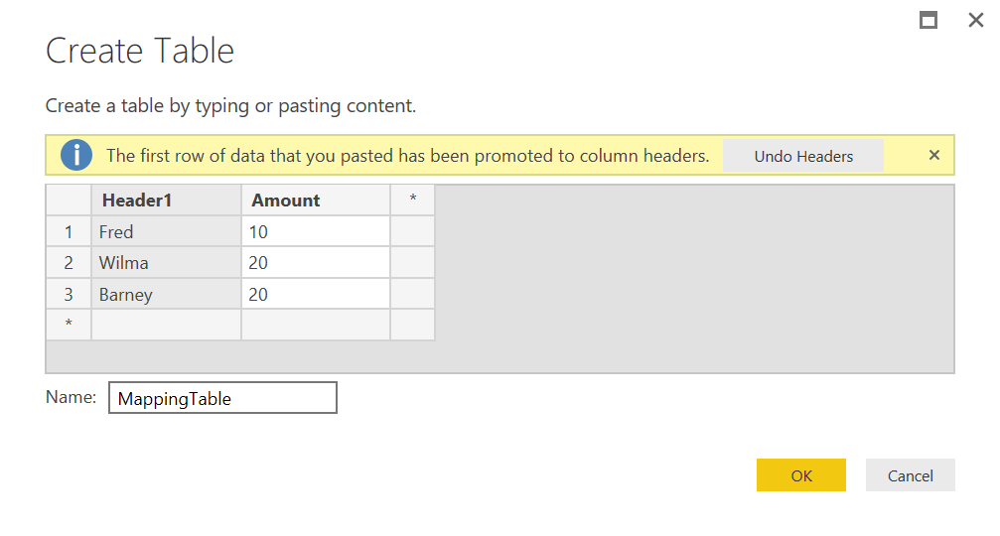 Create Table
Create a table by typing or pasting content.
The first row of data that you pasted has been promoted to column headers. Undo Headers
Header1 Amount *
1 Fred 10
2 Wilma 20
3 Barney 20
*
Name: MappingTable
OK Cancel